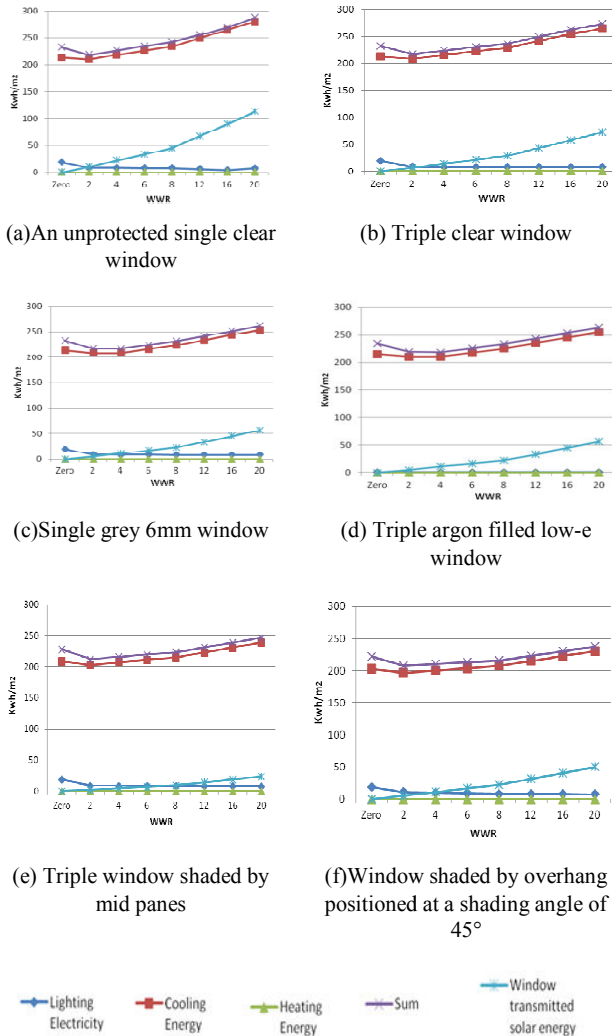 300
250
200
150
100
50
0
Kwh/m2
Zero 2 4 6 8 12 16 20
WWR
(a)An unprotected single clear
window
300
250
200
150
100
50
0
Kwh/m2
Zero 2 4 6 8 12 16 20
WWR
(b) Triple clear window
300
250
200
150
100
50
0
Kwh/m2
Zero 2 4 6 8 12 16 20
WWR
(c)Single grey 6mm window
300
250
200
150
100
50
0
Kwh/m2
Zero 2 4 6 8 12 16 20
WWR
(d) Triple argon filled low-e
window
300
250
200
150
100
50
0
Kwh/m2
Zero 2 4 6 8 12 16 20
WWR
(e) Triple window shaded by
mid panes
300
250
200
150
100
50
0
Kwh/m2
Zero 2 4 6 8 12 16 20
WWR
(f)Window shaded by overhang
positioned at a shading angle of
45°
Lighting
Electricity
Cooling
Energy
Heating
Energy
Sum
Window
transmitted
solar energy